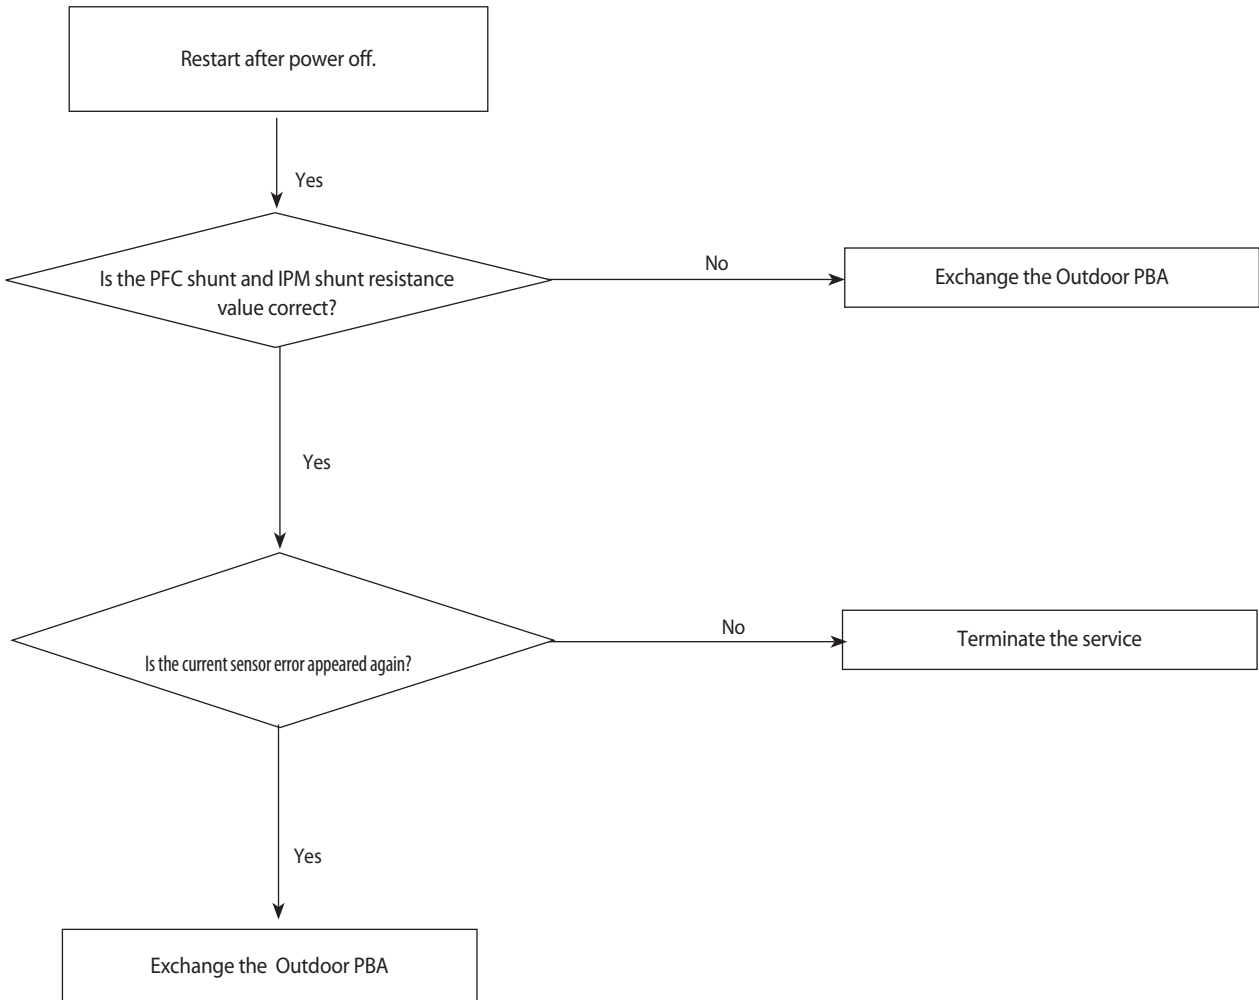 Restart after power off.
Yes
Is the PFC shunt and IPM shunt resistance
value correct?
No
Exchange the Outdoor PBA
Yes
Is the current sensor error appeared again?
No
Terminate the service
Yes
Exchange the Outdoor PBA